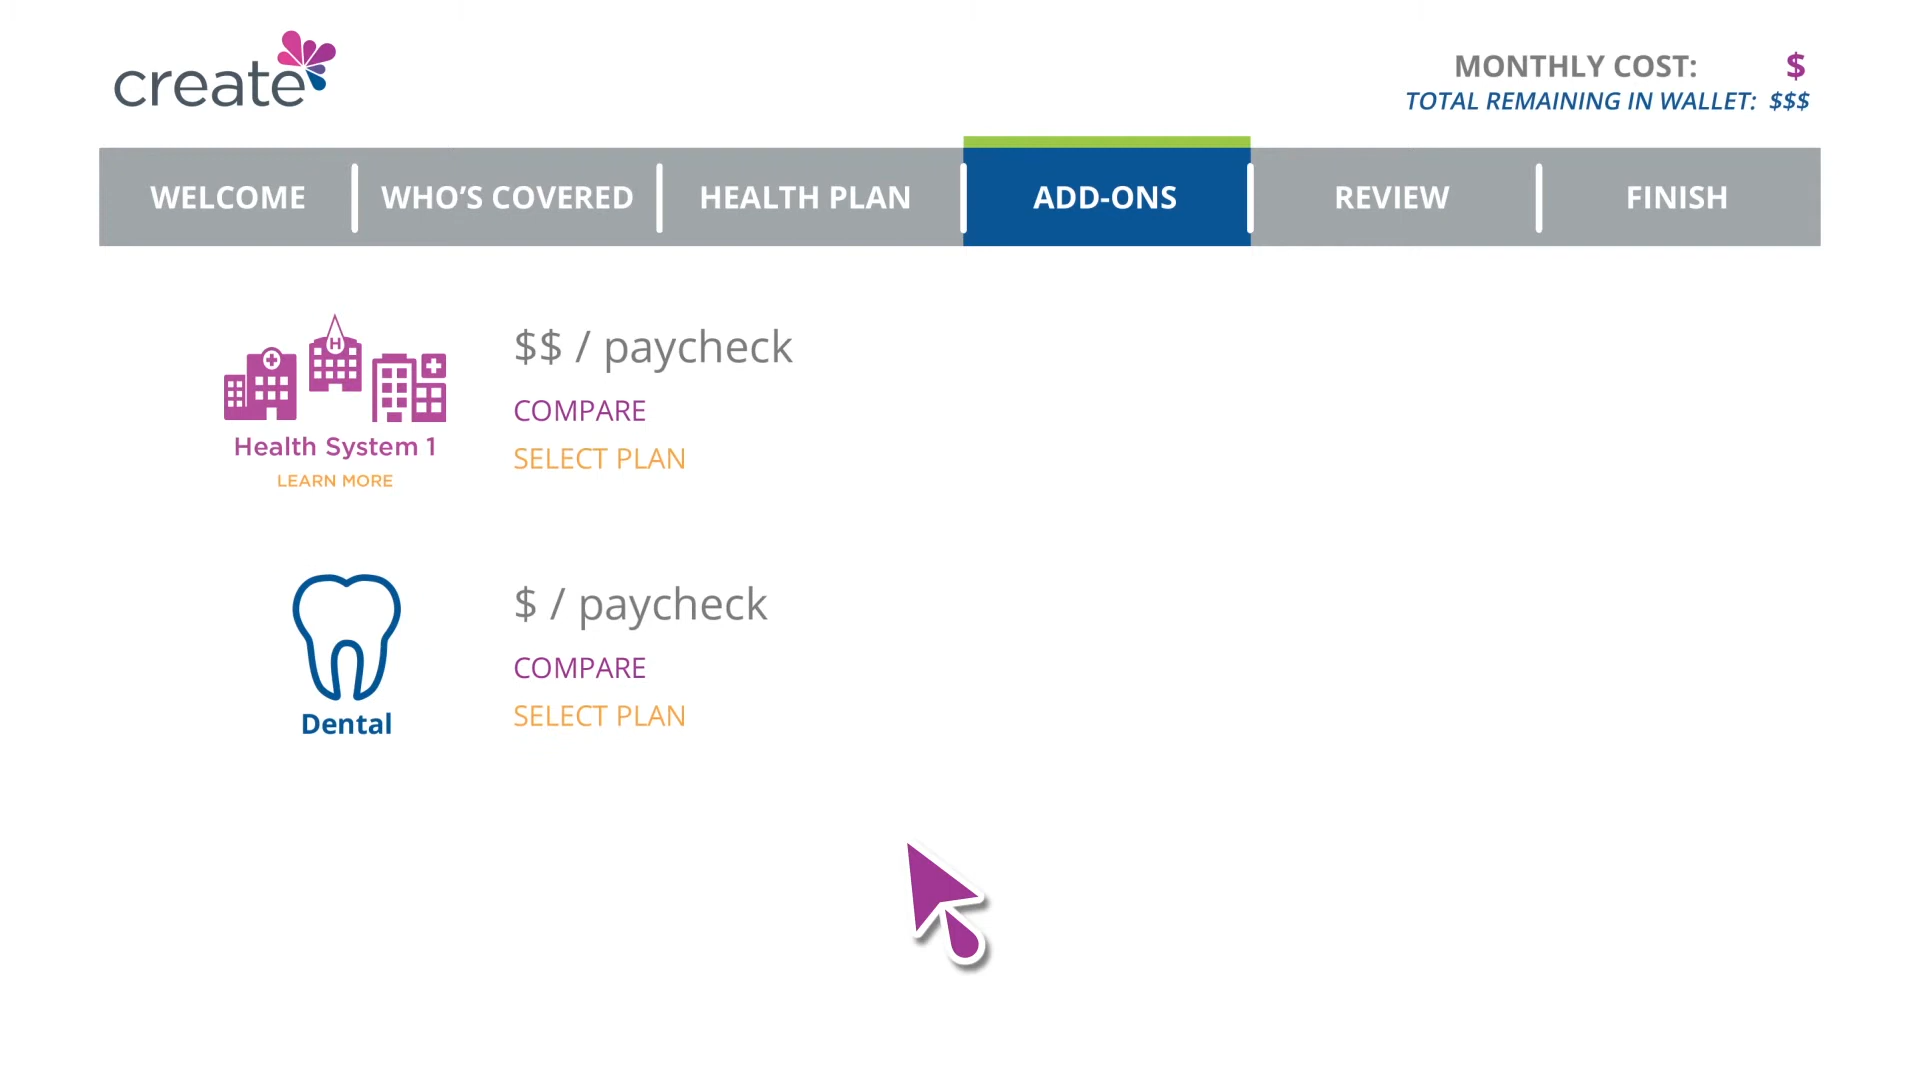 create
MONTHLY COST: $
TOTAL REMAINING IN WALLET: $$$
WELCOME
WHO’S COVERED
HEALTH PLAN
ADD-ONS
REVIEW
FINISH
H
Health System 1
LEARN MORE
$$ / paycheck
COMPARE
SELECT PLAN
Dental
$ / paycheck
COMPARE
SELECT PLAN